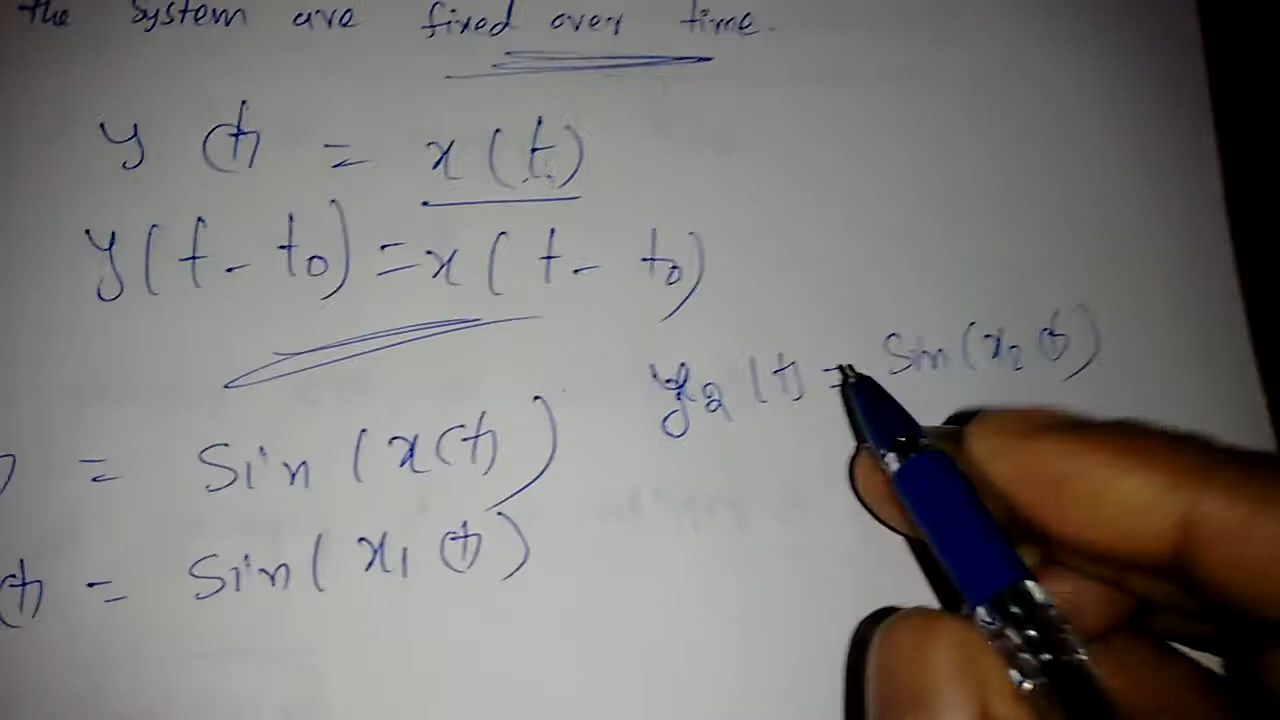 the system are fixed over time.
y (t) = x(t)
y(t - t0) = x(t - t0)
y2 (t) = Sin(x2 (t))
) = Sin (x(t))
(t) = Sin( x1 (t))